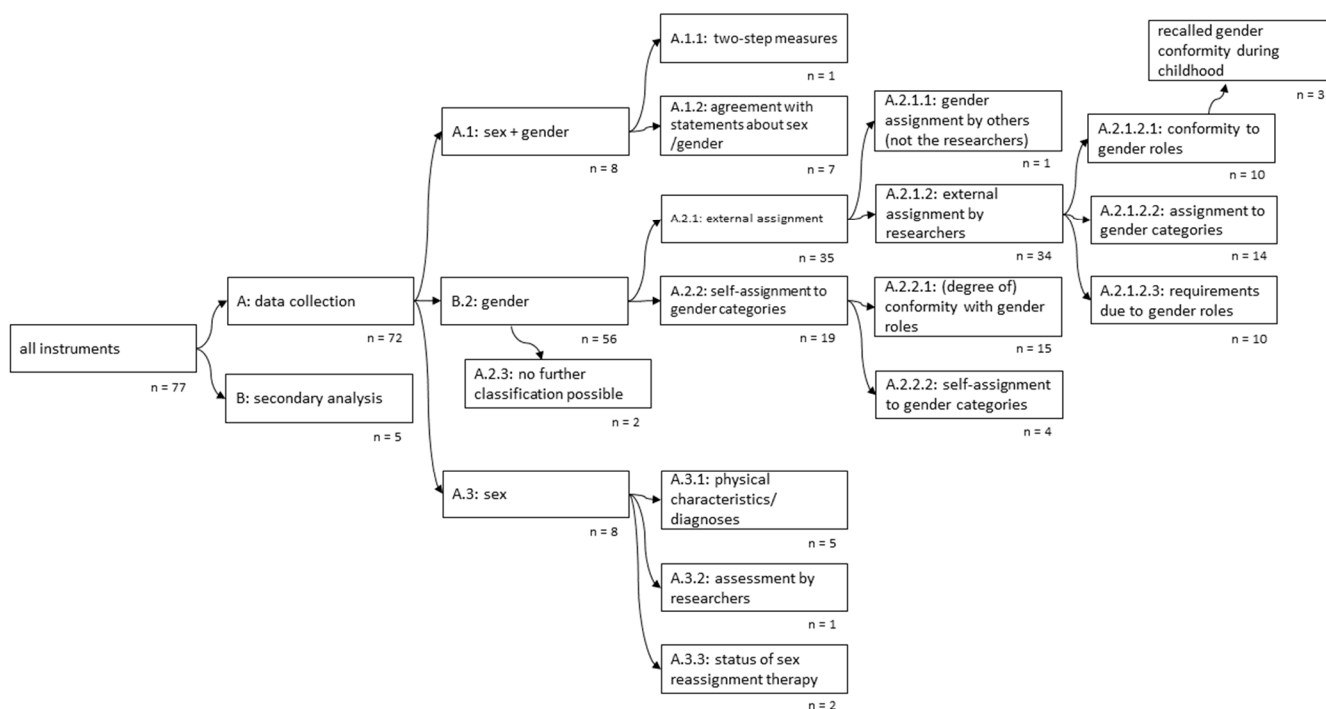 all instruments
n = 77
A: data collection
n = 72
B: secondary analysis
n = 5
A.1: sex + gender
n = 8
B.2: gender
n = 56
A.2.3: no further
classification possible
n = 2
A.3: sex
n = 8
A.1.1: two-step measures
n = 1
A.1.2: agreement with
statements about sex
/gender
n = 7
A.2.1: external assignment
n = 35
A.2.2: self-assignment to
gender categories
n = 19
A.3.1: physical
characteristics/
diagnoses
n = 5
A.3.2: assessment by
researchers
n = 1
A.3.3: status of sex
reassignment therapy
n = 2
A.2.1.1: gender
assignment by others
(not the researchers)
n = 1
A.2.1.2: external
assignment by
researchers
n = 34
A.2.2.1: (degree of)
conformity with gender
roles
n = 15
A.2.2.2: self-assignment
to gender categories
n = 4
recalled gender
conformity during
childhood
n = 3
A.2.1.2.1: conformity to
gender roles
n = 10
A.2.1.2.2: assignment to
gender categories
n = 14
A.2.1.2.3: requirements
due to gender roles
n = 10